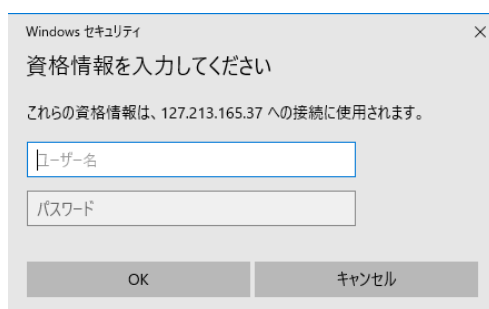 Windows セキュリティ
資格情報を入力してください
これらの資格情報は、127.213.165.37 への接続に使用されます。
ユーザー名
パスワード
OK キャンセル